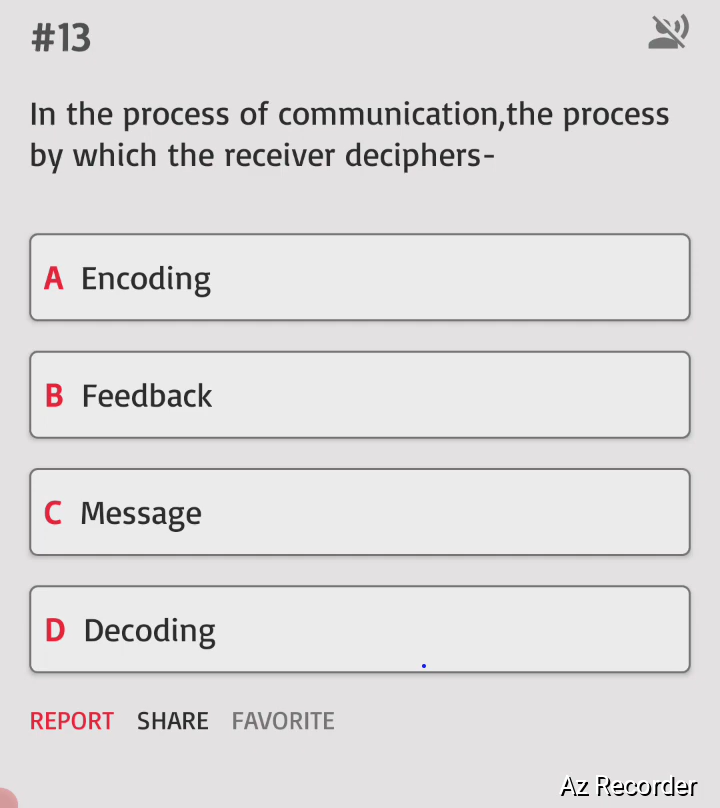 #13
In the process of communication,the process
by which the receiver deciphers-
A Encoding
B Feedback
C Message
D Decoding
REPORT SHARE FAVORITE
Az Recorder